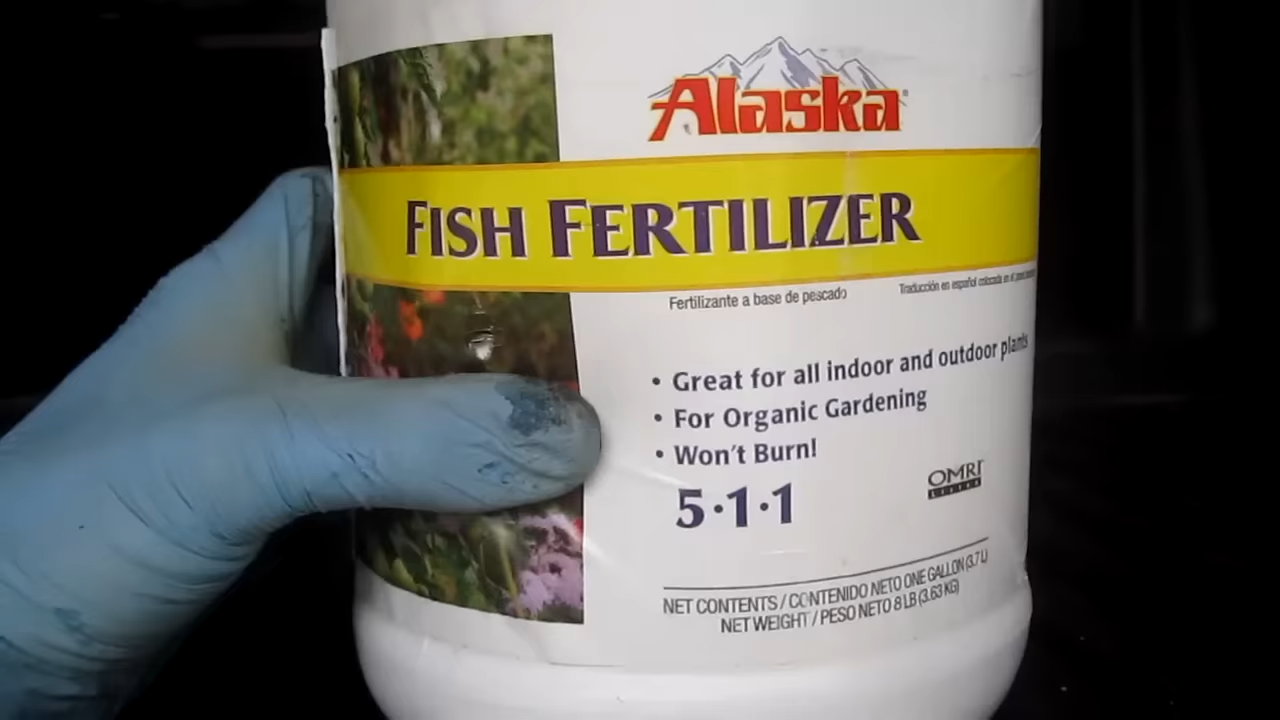 Alaska
FISH FERTILIZER
Fertilizante a base de pescado
Traducción en español colocada en el
• Great for all indoor and outdoor plants
• For Organic Gardening
• Won't Burn!
5·1·1
OMRI
LISTED
NET CONTENTS / CONTENIDO NETO ONE GALLON (3.7 L)
NET WEIGHT / PESO NETO 8 LB (3.63 KG)